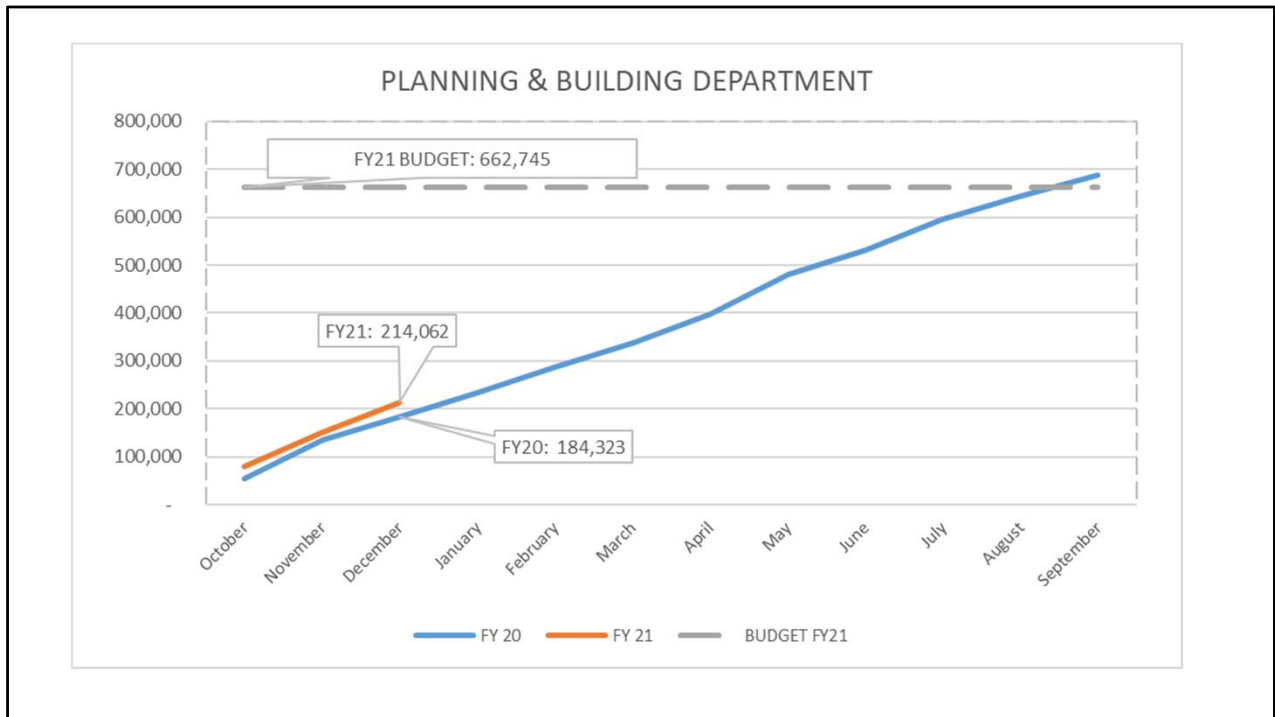 PLANNING & BUILDING DEPARTMENT
800,000
FY21 BUDGET: 662,745
700,000
600,000
500,000
400,000
FY21: 214,062
300,000
200,000
FY20: 184,323
100,000
-
October
November
December
January
February
March
April
May
June
July
August
September
FY 20
FY 21
BUDGET FY21